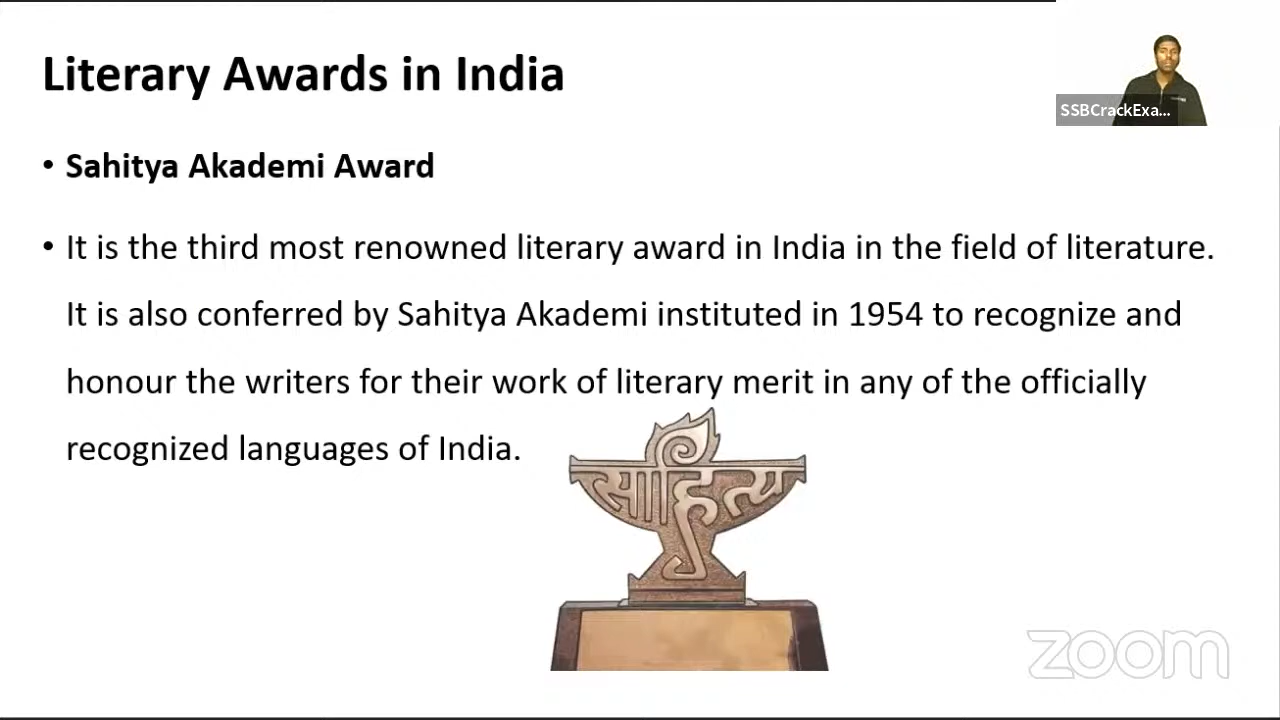 Literary Awards in India
SSBCrackExa...
• Sahitya Akademi Award
• It is the third most renowned literary award in India in the field of literature.
It is also conferred by Sahitya Akademi instituted in 1954 to recognize and
honour the writers for their work of literary merit in any of the officially
recognized languages of India.
साहित्य
zoom